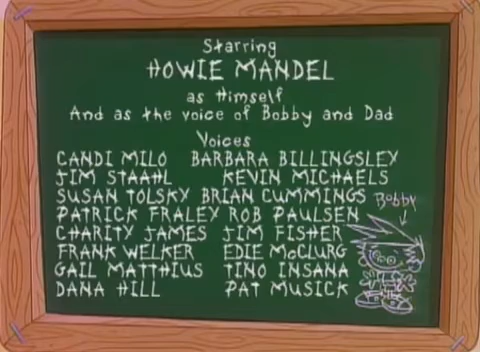 Starring
HOWIE MANDEL
as Himself
And as the voice of Bobby and Dad
Voices
CANDI MILO BARBARA BILLINGSLEY
JIM STAAHL KEVIN MICHAELS
SUSAN TOLSKY BRIAN CUMMINGS
Bobby
PATRICK FRALEY ROB PAULSEN
CHARITY JAMES JIM FISHER
FRANK WELKER EDIE McCLURG
GAIL MATTHIUS TINO INSANA
DANA HILL PAT MUSICK